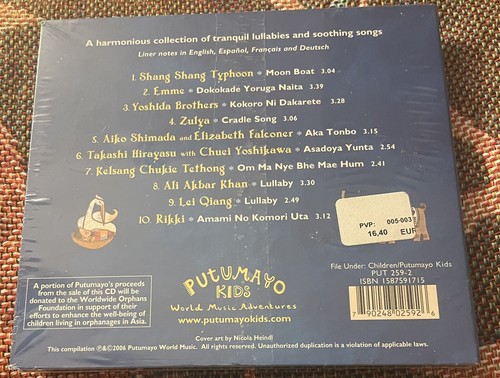 A harmonious collection of tranquil lullabies and soothing songs
Liner notes in English, Español, Français and Deutsch
1. Shang Shang Typhoon • Moon Boat 3.04
2. Emme • Dokokade Yoruga Naita 3.39
3. Yoshida Brothers • Kokoro Ni Dakarete 3.28
4. Zulya • Cradle Song 3.06
5. Aiko Shimada and Elizabeth Falconer • Aka Tonbo 3.15
6. Takashi Hirayasu with Chuei Yoshikawa • Asadoya Yunta 2.54
7. Kelsang Chukie Tethong • Om Ma Nye Bhe Mae Hum 2.41
8. Ali Akbar Khan • Lullaby 3.30
9. Lei Qiang • Lullaby 2.49
10. Rikki • Amami No Komori Uta 3.12
PVP: 005-003
16,40 EUR
A portion of Putumayo's proceeds
from the sale of this CD will be
donated to the Worldwide Orphans
Foundation in support of their
efforts to enhance the well-being of
children living in orphanages in Asia.
PUTUMAYO
KIDS
World Music Adventures
www.putumayokids.com
File Under: Children/Putumayo Kids
PUT 259-2
ISBN 1587591715
7 90248 02592 6
Cover art by Nicola Heindl
This compilation ℗&©2006 Putumayo World Music. All rights reserved. Unauthorized duplication is a violation of applicable laws.